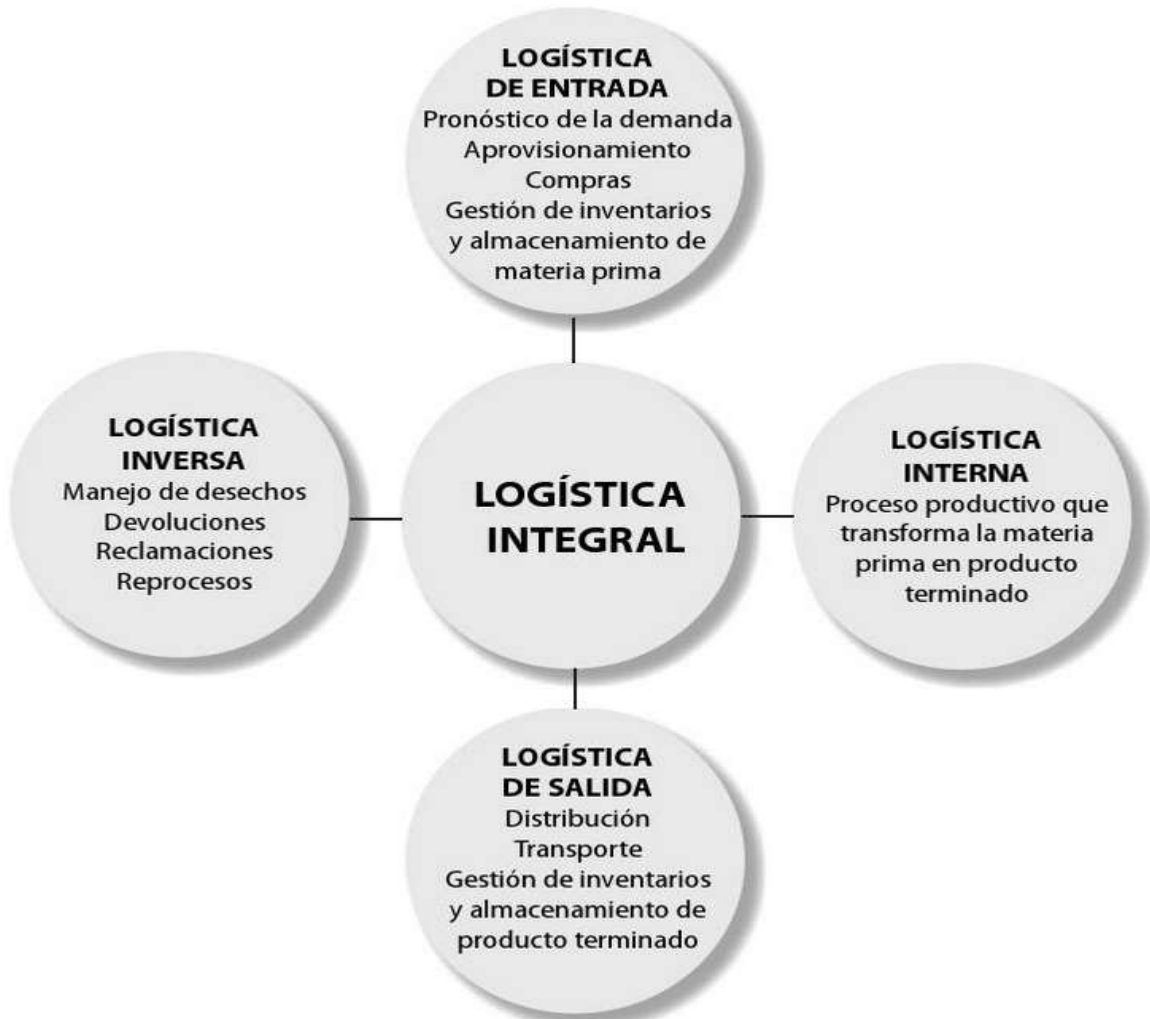 LOGÍSTICA
DE ENTRADA
Pronóstico de la demanda
Aprovisionamiento
Compras
Gestión de inventarios
y almacenamiento de
materia prima
LOGÍSTICA
INVERSA
Manejo de desechos
Devoluciones
Reclamaciones
Reprocesos
LOGÍSTICA
INTEGRAL
LOGÍSTICA
INTERNA
Proceso productivo que
transforma la materia
prima en producto
terminado
LOGÍSTICA
DE SALIDA
Distribución
Transporte
Gestión de inventarios
y almacenamiento de
producto terminado